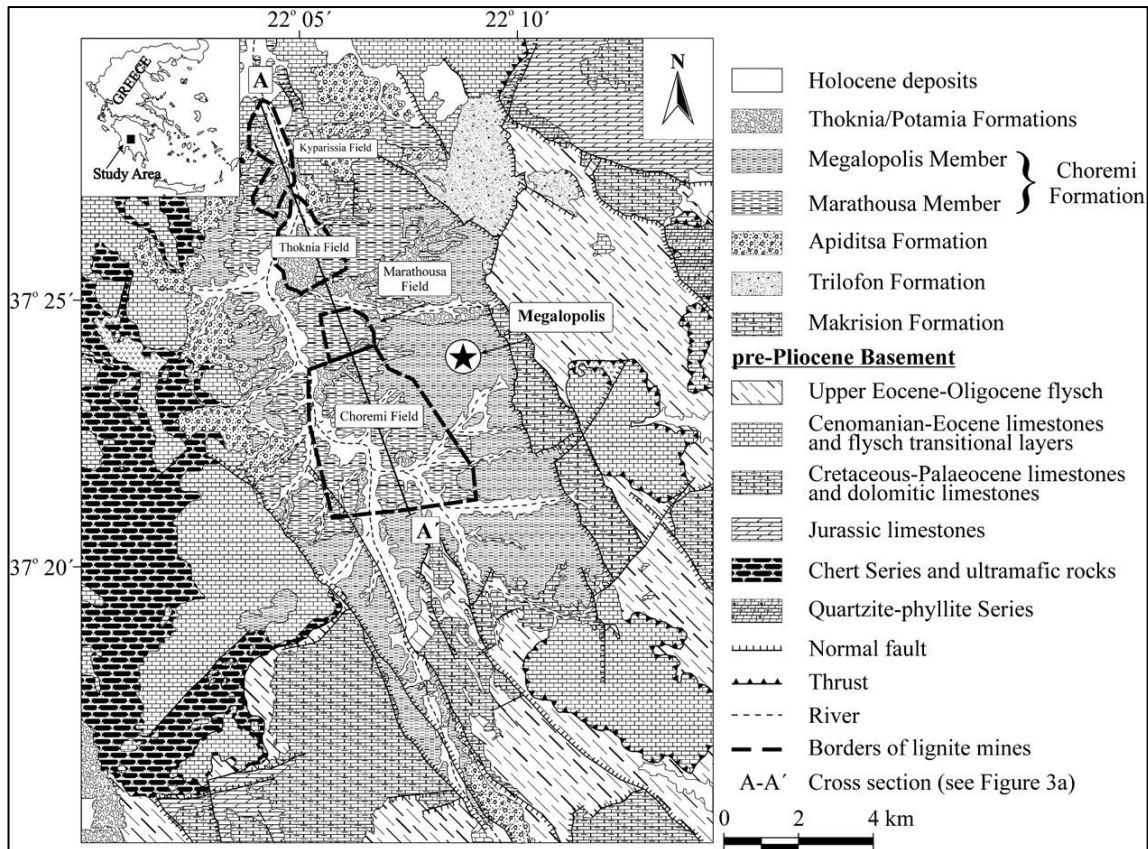 22° 05´
22° 10´
GREECE
Study Area
A
N
Kyparissia Field
Thoknia Field
Marathousa
Field
37° 25´
Megalopolis
Choremi Field
A´
37° 20´
Holocene deposits
Thoknia/Potamia Formations
Megalopolis Member
Marathousa Member
Choremi
Formation
Apiditsa Formation
Trilofon Formation
Makrision Formation
pre-Pliocene Basement
Upper Eocene-Oligocene flysch
Cenomanian-Eocene limestones
and flysch transitional layers
Cretaceous-Palaeocene limestones
and dolomitic limestones
Jurassic limestones
Chert Series and ultramafic rocks
Quartzite-phyllite Series
Normal fault
Thrust
River
Borders of lignite mines
A-A´ Cross section (see Figure 3a)
0 2 4 km